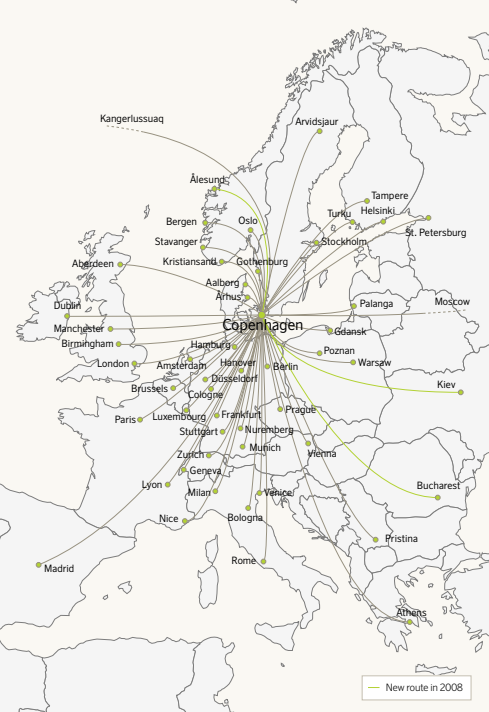 Arvidsjaur
Kangerlussuaq
Ålesund
Tampere
Bergen
Oslo
Turku
Helsinki
St. Petersburg
Stavanger
Stockholm
Kristiansand
Gothenburg
Aberdeen
Aalborg
Århus
Palanga
Moscow
Dublin
Copenhagen
Manchester
Gdansk
Birmingham
Hamburg
Poznan
London
Amsterdam
Hanover
Berlin
Warsaw
Düsseldorf
Brussels
Cologne
Kiev
Paris
Luxembourg
Frankfurt
Prague
Stuttgart
Nuremberg
Munich
Vienna
Zurich
Geneva
Lyon
Milan
Venice
Bucharest
Nice
Bologna
Pristina
Rome
Madrid
Athens
New route in 2008